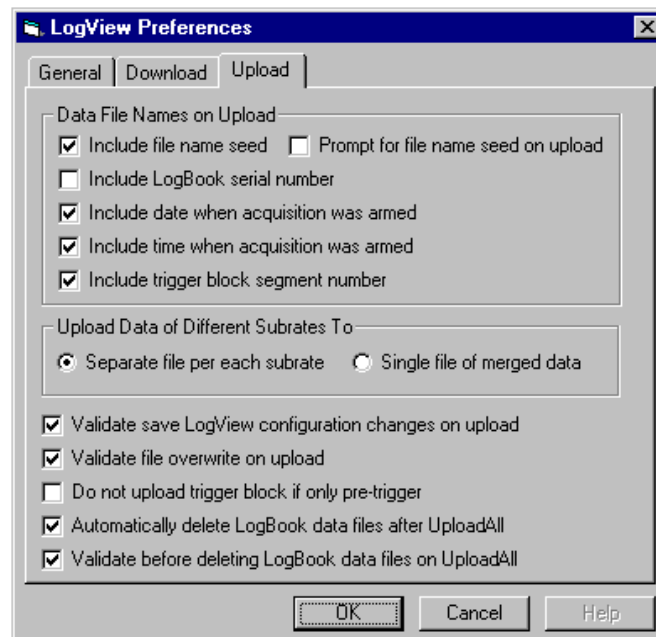 LogView Preferences
General Download Upload
Data File Names on Upload
Include file name seed Prompt for file name seed on upload
Include LogBook serial number
Include date when acquisition was armed
Include time when acquisition was armed
Include trigger block segment number
Upload Data of Different Subrates To
Separate file per each subrate Single file of merged data
Validate save LogView configuration changes on upload
Validate file overwrite on upload
Do not upload trigger block if only pre-trigger
Automatically delete LogBook data files after UploadAll
Validate before deleting LogBook data files on UploadAll
OK Cancel Help